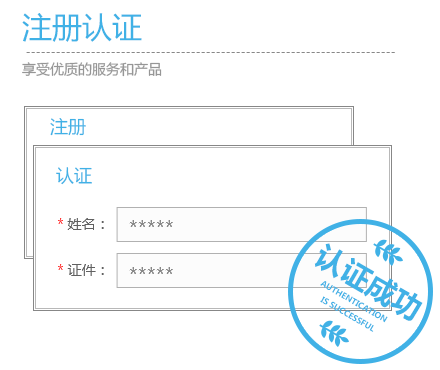 注册认证
享受优质的服务和产品
注册
认证
* 姓名： *****
* 证件： *****
认证成功
AUTHENTICATION
IS SUCCESSFUL